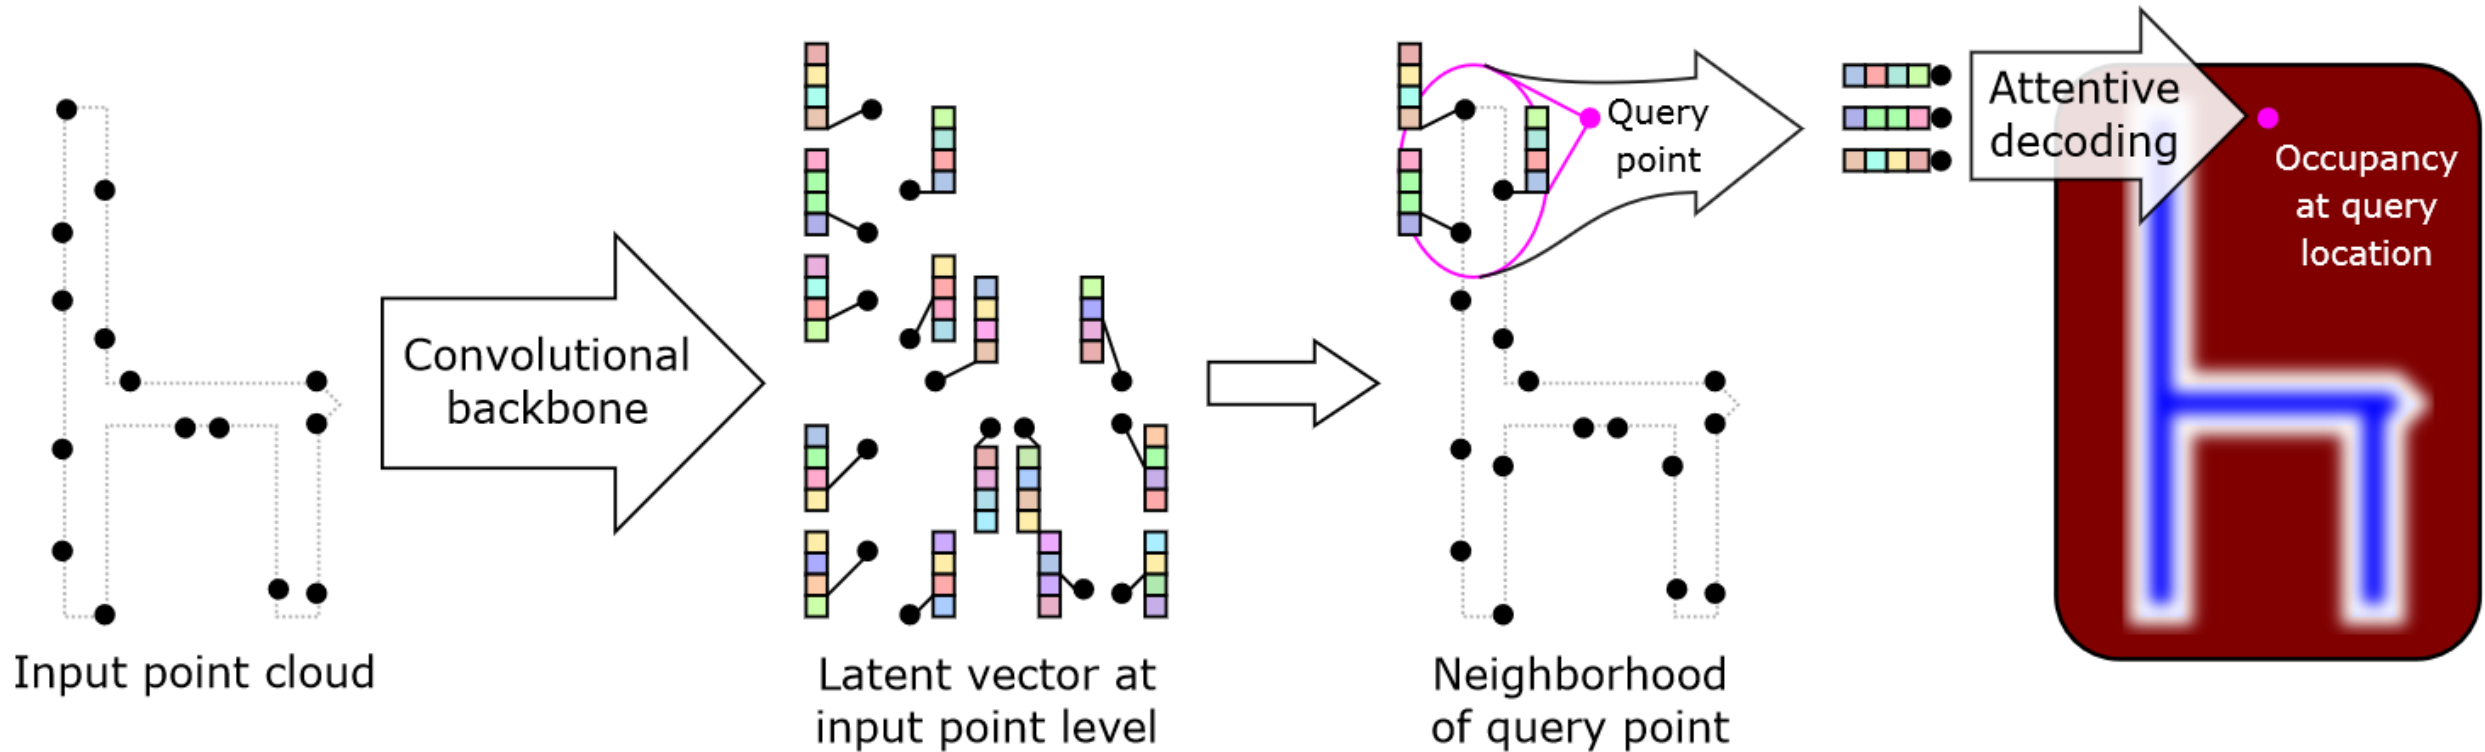 Input point cloud
Convolutional
backbone
Latent vector at
input point level
Query
point
Neighborhood
of query point
Attentive
decoding
Occupancy
at query
location